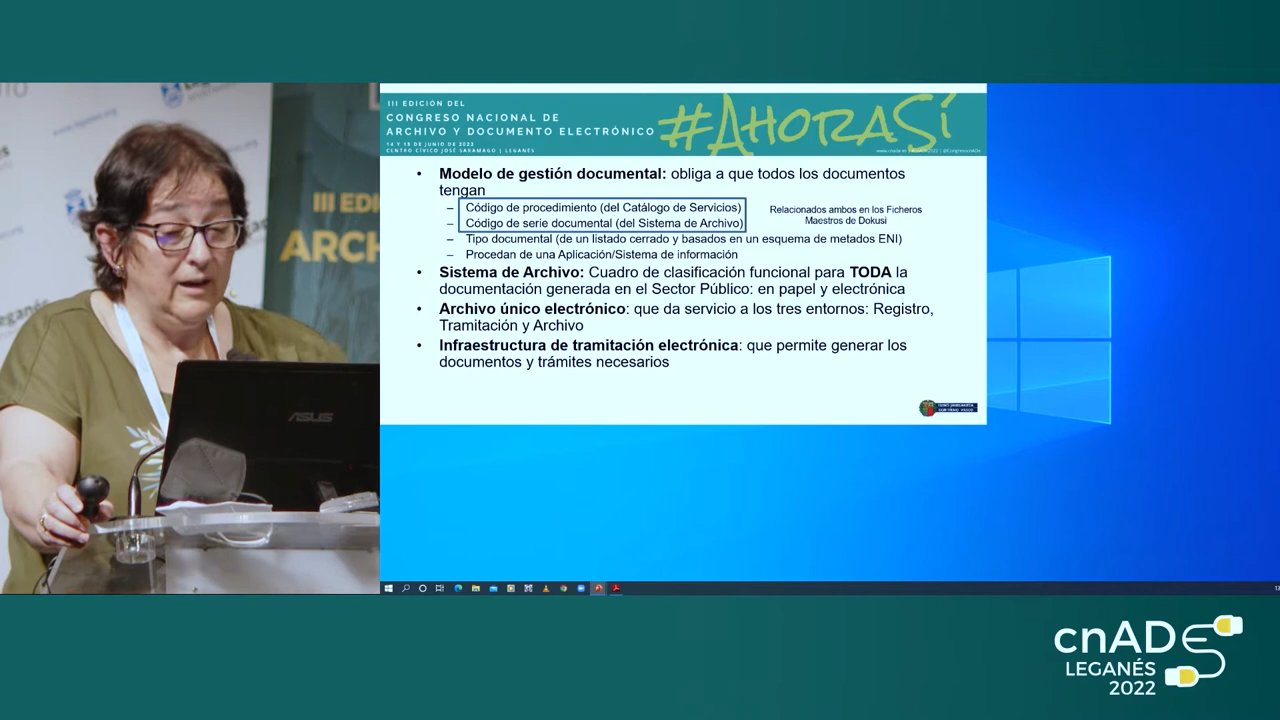 www.leganes.org
Leganés
III EDI
ARCH
ASUS
III EDICIÓN DEL
CONGRESO NACIONAL DE
ARCHIVO Y DOCUMENTO ELECTRÓNICO
14 Y 15 DE JUNIO DE 2022
CENTRO CÍVICO JOSÉ SARAMAGO | LEGANÉS
#AHORASÍ
• Modelo de gestión documental: obliga a que todos los documentos
tengan
– Código de procedimiento (del Catálogo de Servicios)
– Código de serie documental (del Sistema de Archivo)
Relacionados ambos en los Ficheros
Maestros de Dokusi
– Tipo documental (de un listado cerrado y basados en un esquema de metados ENI)
– Procedan de una Aplicación/Sistema de información
• Sistema de Archivo: Cuadro de clasificación funcional para TODA la
documentación generada en el Sector Público: en papel y electrónica
• Archivo único electrónico: que da servicio a los tres entornos: Registro,
Tramitación y Archivo
• Infraestructura de tramitación electrónica: que permite generar los
documentos y trámites necesarios
cnADe
LEGANÉS
2022